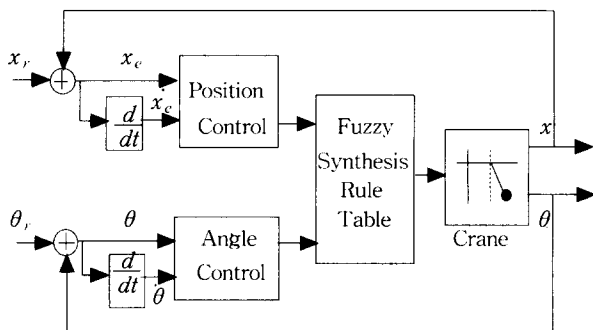 x_r
+
x_e
ẋ_e
d
dt
Position
Control
Fuzzy
Synthesis
Rule
Table
Crane
x
θ
θ_r
+
θ
θ̇
d
dt
Angle
Control